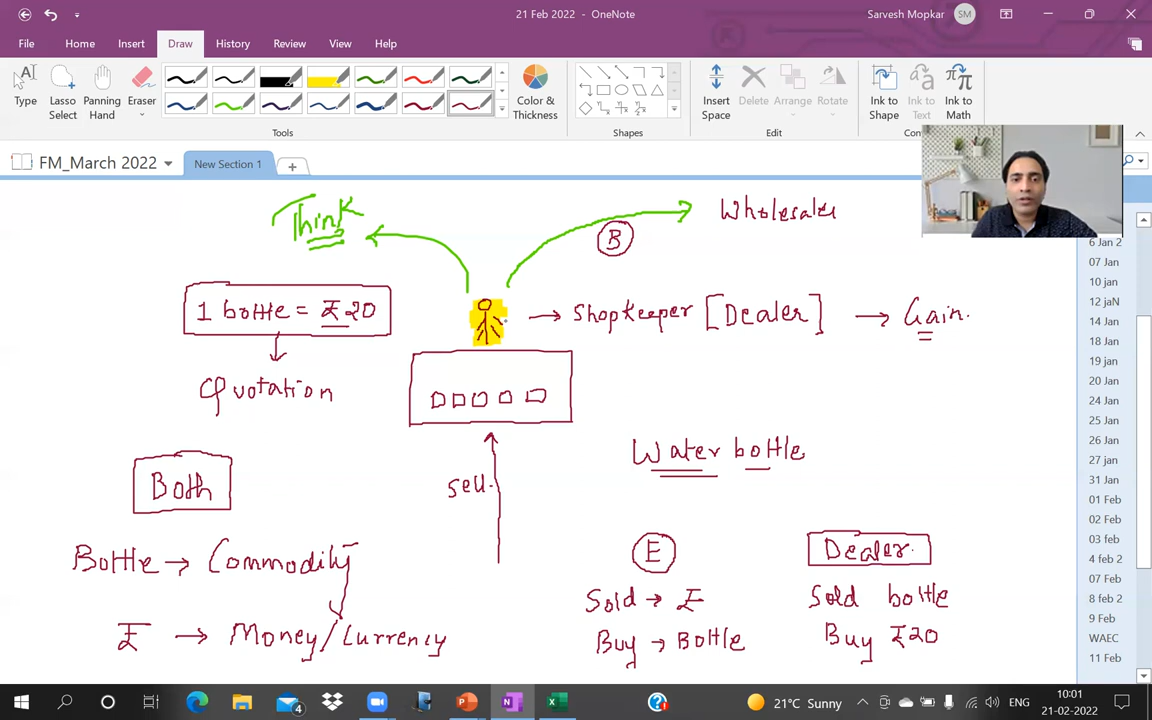 21 Feb 2022 - OneNote
Sarvesh Mopkar SM
File Home Insert Draw History Review View Help
Type Lasso Select Panning Hand Eraser
Color & Thickness
Insert Space Delete Arrange Rotate
Ink to Shape Ink to Text Ink to Math
Tools Shapes Edit
FM_March 2022 New Section 1
Think
B
Wholesaler
1 bottle = ₹20
Shopkeeper [Dealer] → Gain.
Quotation
Water bottle
sell.
Both
Bottle → Commodity
₹ → Money/Currency
E
Sold → ₹
Buy → Bottle
Dealer.
Sold bottle
Buy ₹20
6 Jan 2
07 Jan
10 jan
12 jaN
14 Jan
18 Jan
19 jan
20 Jan
24 Jan
25 Jan
26 Jan
27 jan
31 Jan
01 Feb
02 Feb
03 feb
4 feb 2
07 Feb
8 feb 2
9 Feb
WAEC
11 Feb
4
21°C Sunny
ENG
10:01
21-02-2022